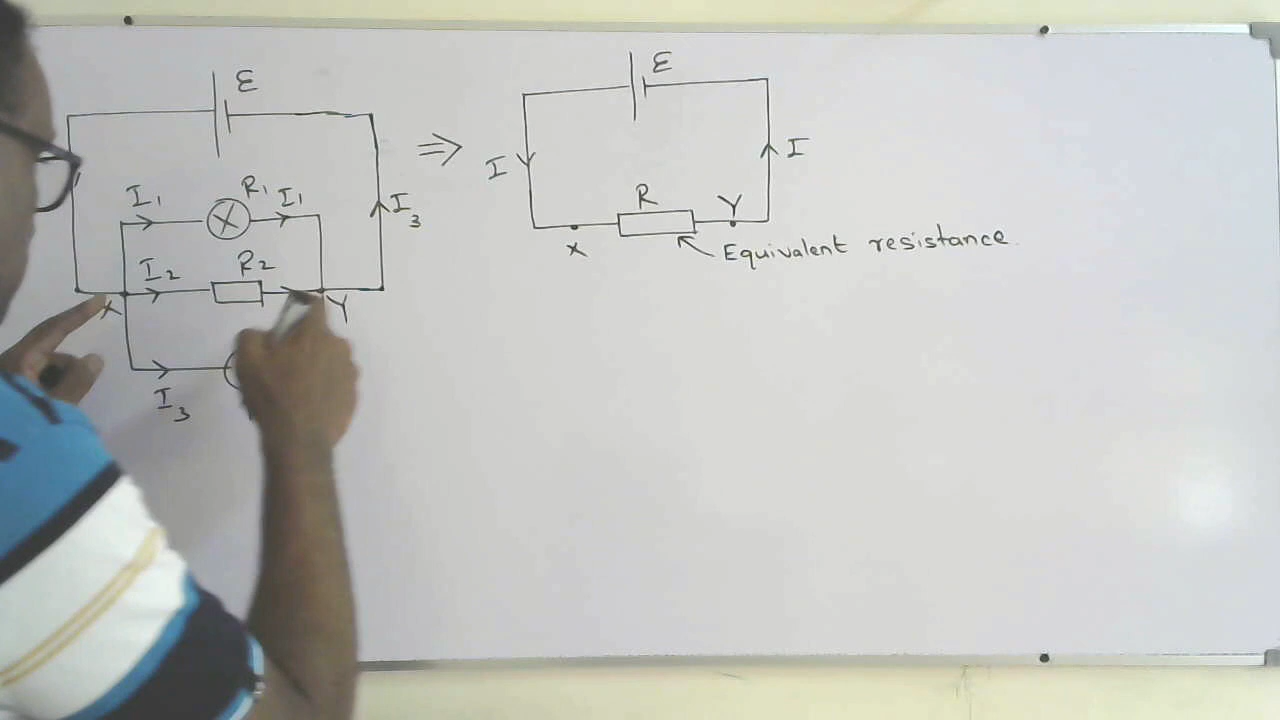 ε
I₁
R₁
I₁
I₂
R₂
I₃
X
Y
I₃
⇒
ε
I
I
R
X
Y
Equivalent resistance